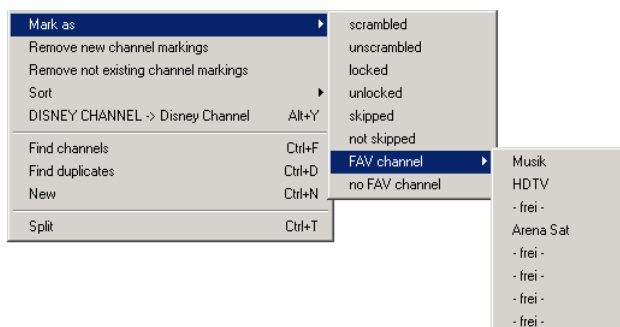 Mark as
Remove new channel markings
Remove not existing channel markings
Sort
DISNEY CHANNEL -> Disney Channel Alt+Y
Find channels Ctrl+F
Find duplicates Ctrl+D
New Ctrl+N
Split Ctrl+T
scrambled
unscrambled
locked
unlocked
skipped
not skipped
FAV channel
no FAV channel
Musik
HDTV
- frei -
Arena Sat
- frei -
- frei -
- frei -
- frei -